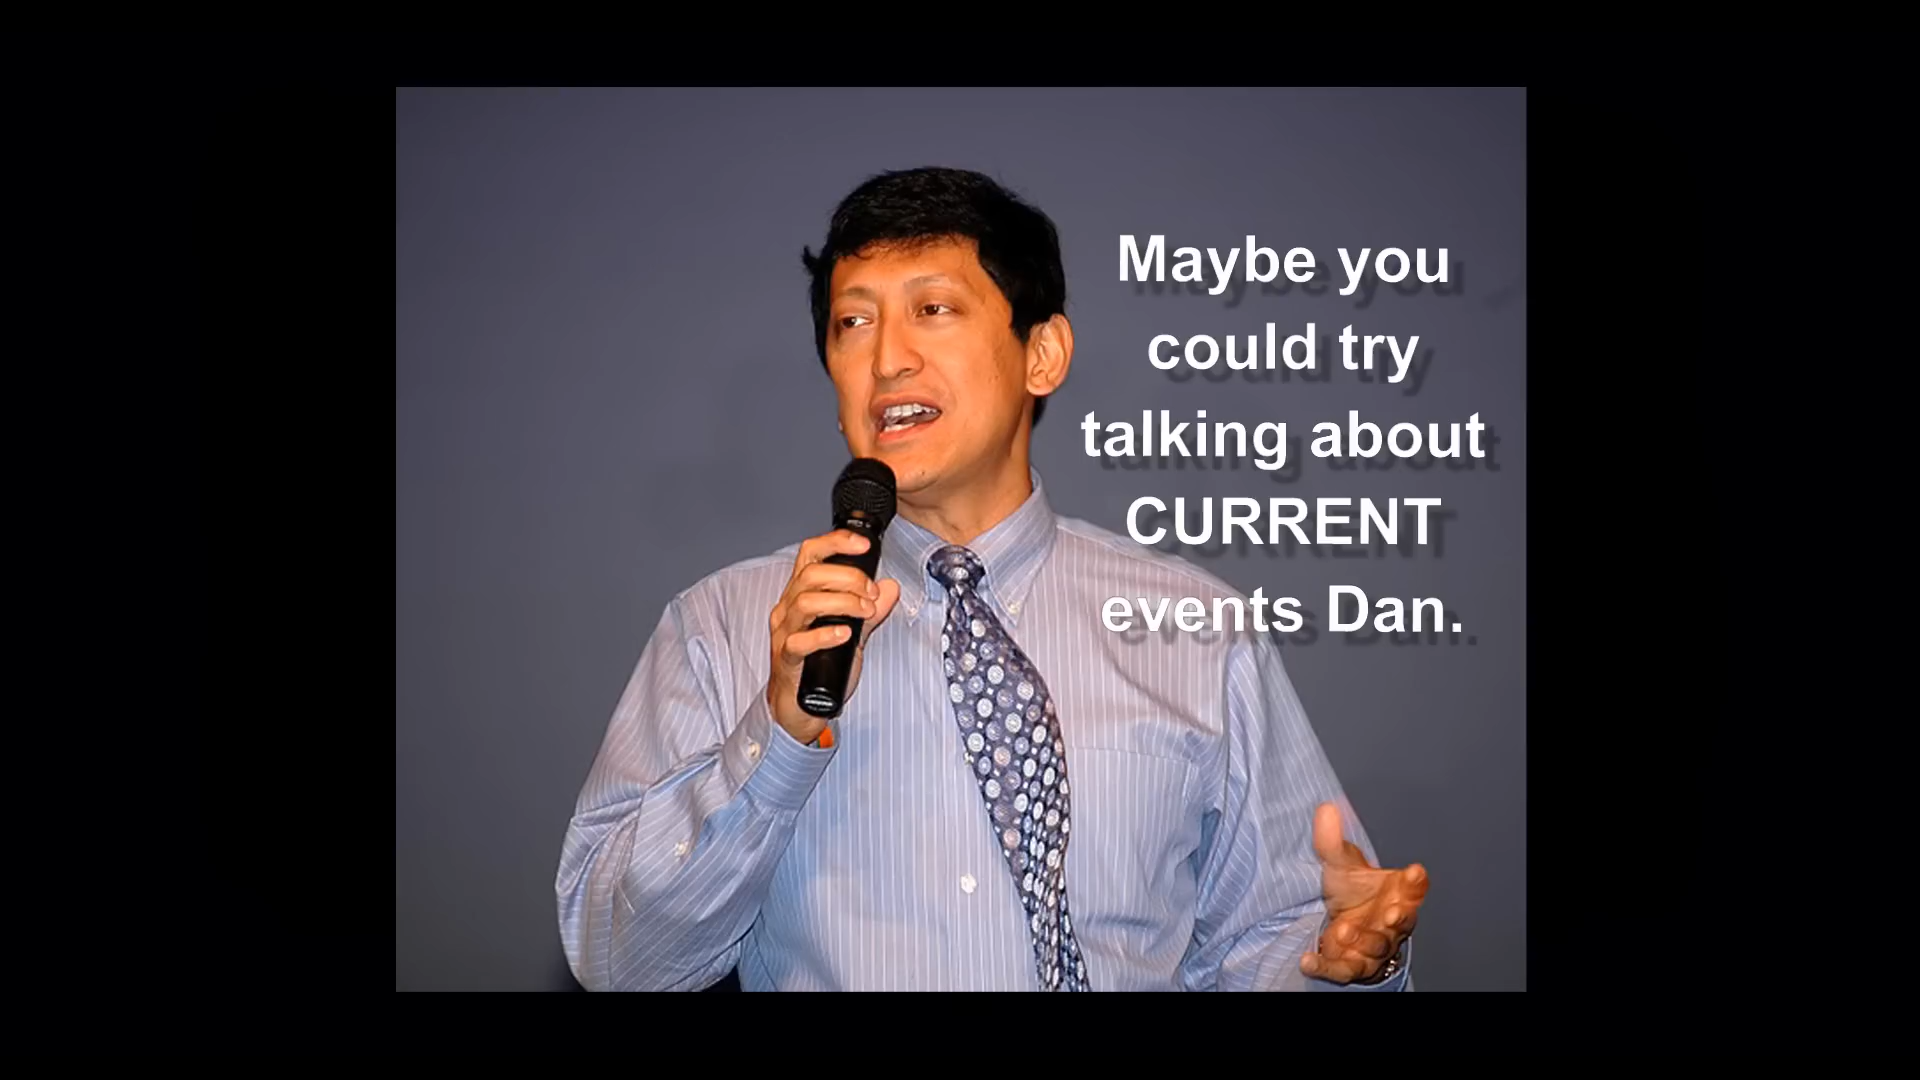 Maybe you
could try
talking about
CURRENT
events Dan.